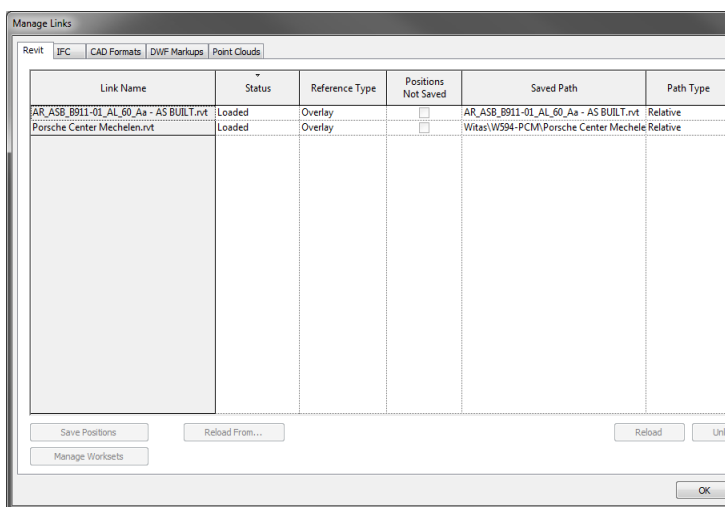 Manage Links
Revit IFC CAD Formats DWF Markups Point Clouds
Link Name Status Reference Type Positions Not Saved Saved Path Path Type
AR_ASB_B911-01_AL_60_Aa - AS BUILT.rvt Loaded Overlay AR_ASB_B911-01_AL_60_Aa - AS BUILT.rvt Relative
Porsche Center Mechelen.rvt Loaded Overlay Witas\W594-PCM\Porsche Center Mechele Relative
Save Positions Reload From... Reload Unl
Manage Worksets
OK